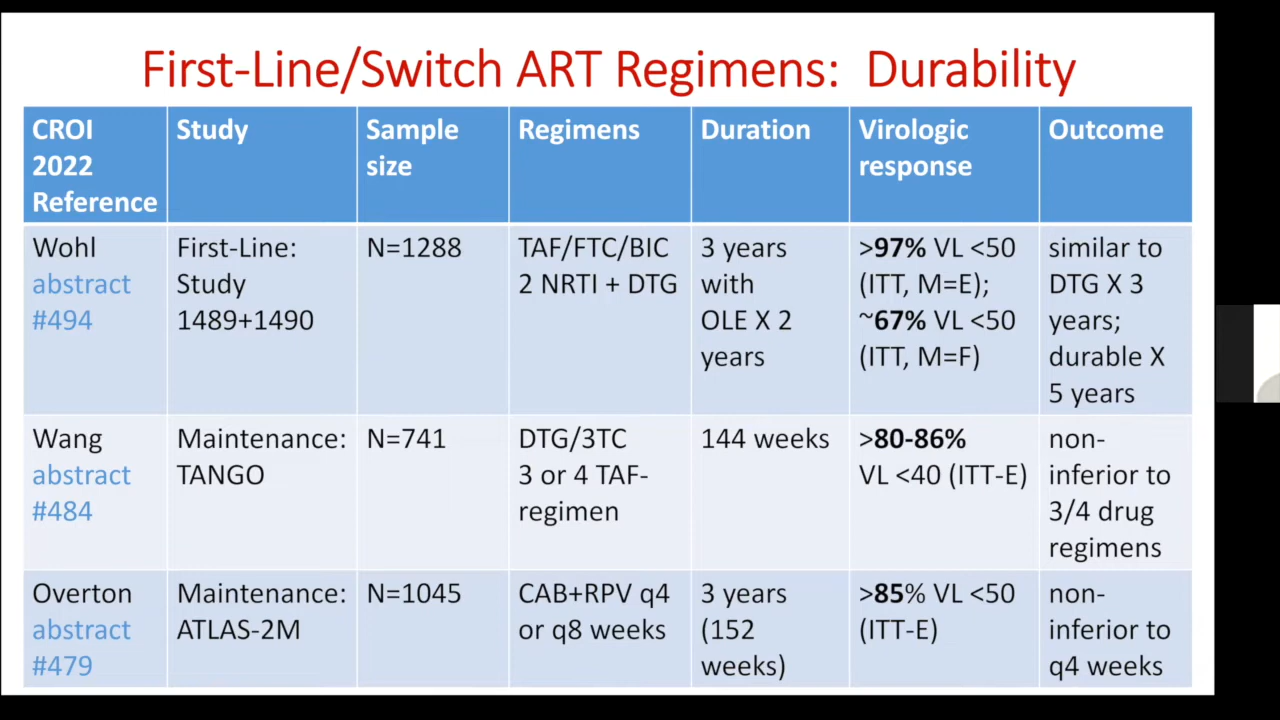 First-Line/Switch ART Regimens: Durability
CROI
2022
Reference
Study
Sample
size
Regimens
Duration
Virologic
response
Outcome
Wohl
abstract
#494
First-Line:
Study
1489+1490
N=1288
TAF/FTC/BIC
2 NRTI + DTG
3 years
with
OLE X 2
years
>97% VL <50
(ITT, M=E);
~67% VL <50
(ITT, M=F)
similar to
DTG X 3
years;
durable X
5 years
Wang
abstract
#484
Maintenance:
TANGO
N=741
DTG/3TC
3 or 4 TAF-
regimen
144 weeks
>80-86%
VL <40 (ITT-E)
non-
inferior to
3/4 drug
regimens
Overton
abstract
#479
Maintenance:
ATLAS-2M
N=1045
CAB+RPV q4
or q8 weeks
3 years
(152
weeks)
>85% VL <50
(ITT-E)
non-
inferior to
q4 weeks